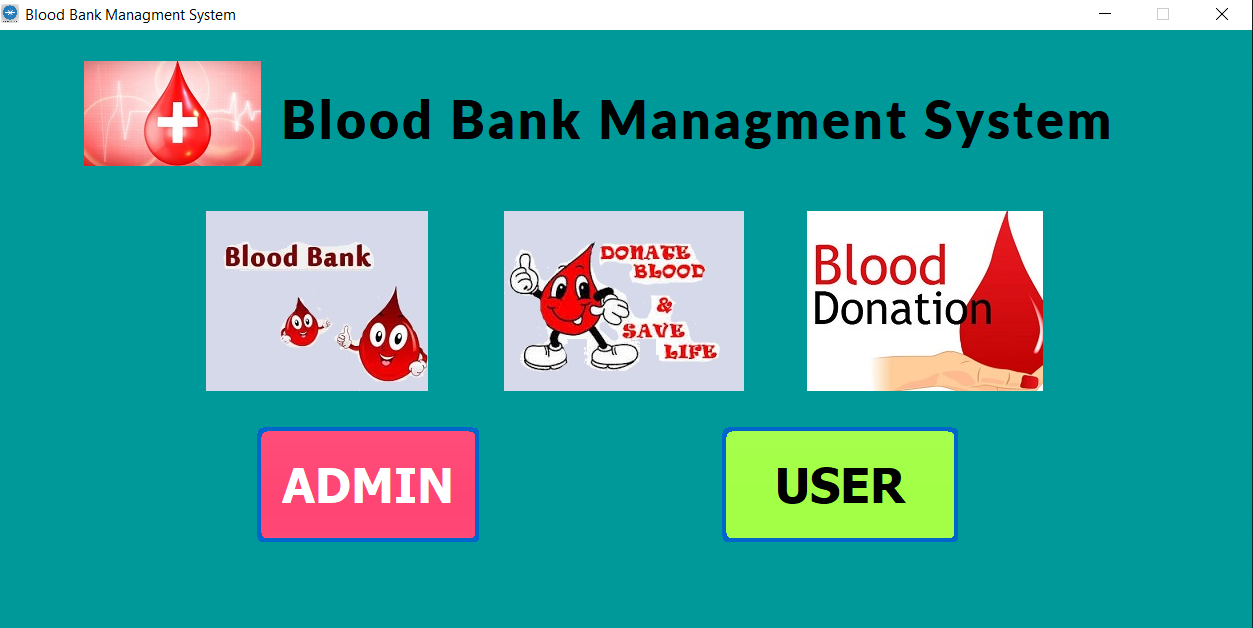 Blood Bank Managment System
Blood Bank Managment System
Blood Bank
DONATE
BLOOD
&
SAVE
LIFE
Blood
Donation
ADMIN
USER